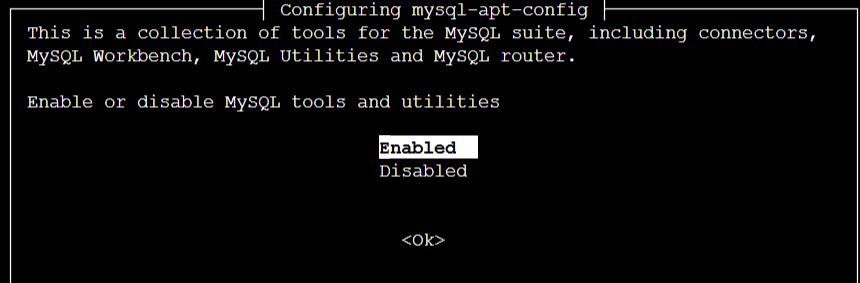 Configuring mysql-apt-config
This is a collection of tools for the MySQL suite, including connectors,
MySQL Workbench, MySQL Utilities and MySQL router.
Enable or disable MySQL tools and utilities
Enabled
Disabled
<Ok>